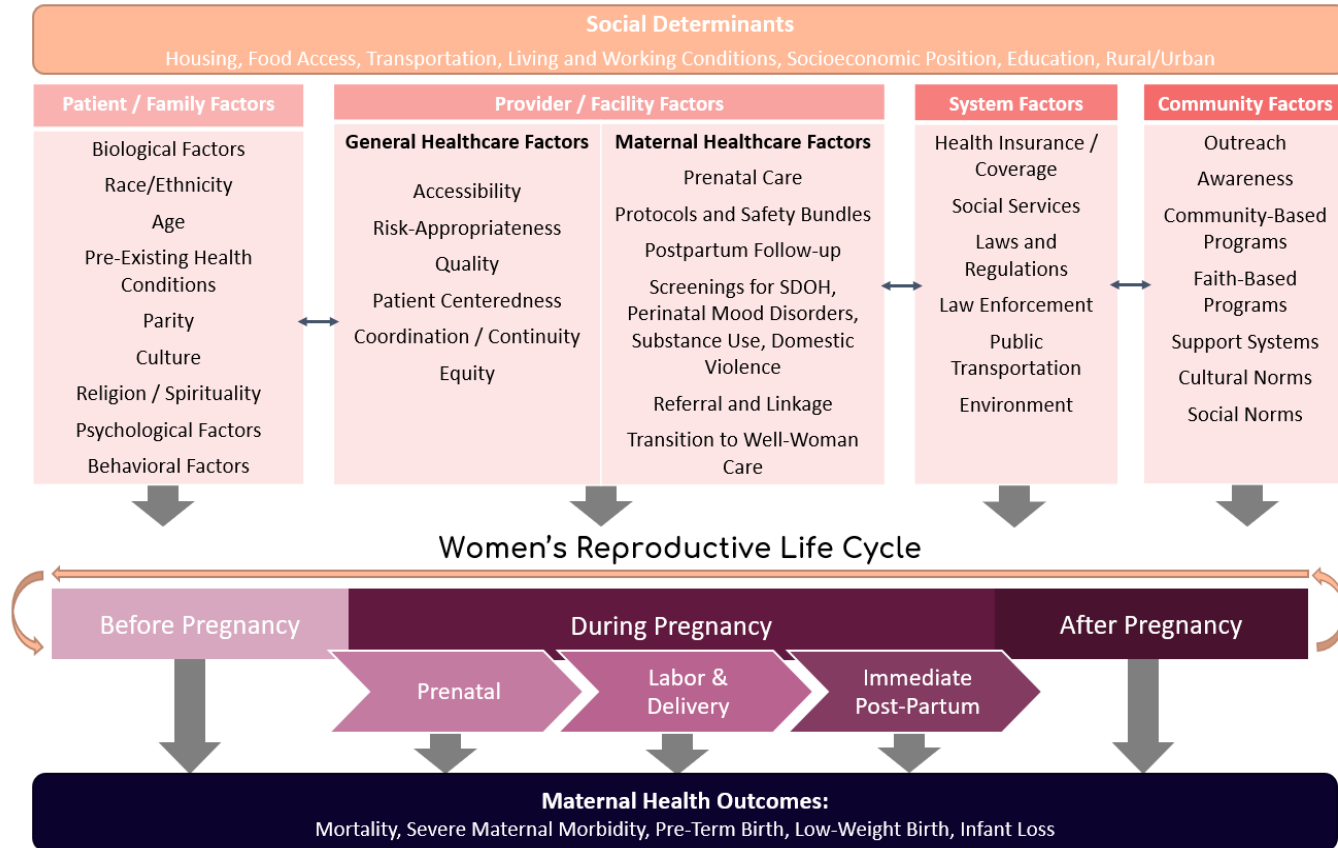 Social Determinants
Housing, Food Access, Transportation, Living and Working Conditions, Socioeconomic Position, Education, Rural/Urban
Patient / Family Factors
Biological Factors
Race/Ethnicity
Age
Pre-Existing Health
Conditions
Parity
Culture
Religion / Spirituality
Psychological Factors
Behavioral Factors
Provider / Facility Factors
General Healthcare Factors
Accessibility
Risk-Appropriateness
Quality
Patient Centeredness
Coordination / Continuity
Equity
Maternal Healthcare Factors
Prenatal Care
Protocols and Safety Bundles
Postpartum Follow-up
Screenings for SDOH,
Perinatal Mood Disorders,
Substance Use, Domestic
Violence
Referral and Linkage
Transition to Well-Woman
Care
System Factors
Health Insurance /
Coverage
Social Services
Laws and
Regulations
Law Enforcement
Public
Transportation
Environment
Community Factors
Outreach
Awareness
Community-Based
Programs
Faith-Based
Programs
Support Systems
Cultural Norms
Social Norms
Women's Reproductive Life Cycle
Before Pregnancy
During Pregnancy
After Pregnancy
Prenatal
Labor &
Delivery
Immediate
Post-Partum
Maternal Health Outcomes:
Mortality, Severe Maternal Morbidity, Pre-Term Birth, Low-Weight Birth, Infant Loss